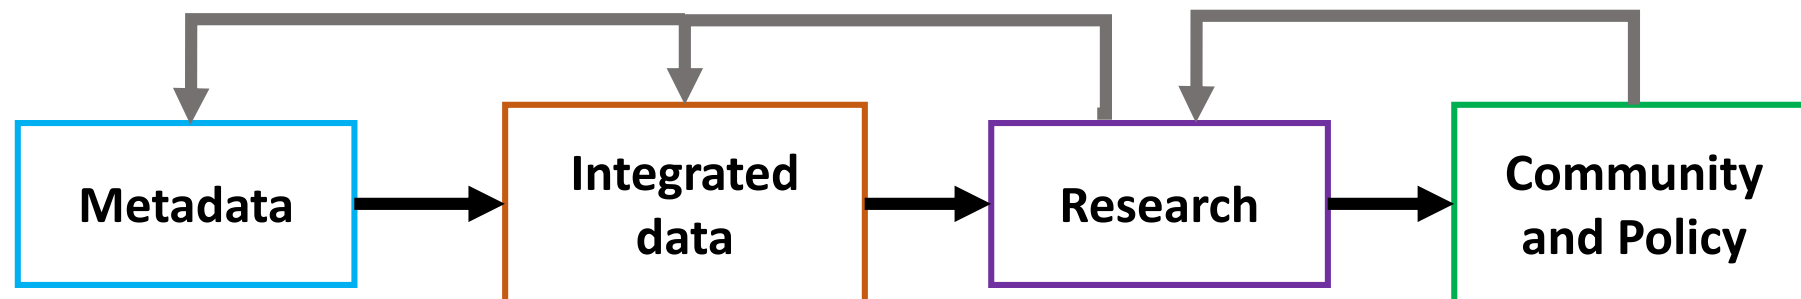 Metadata
Integrated
data
Research
Community
and Policy